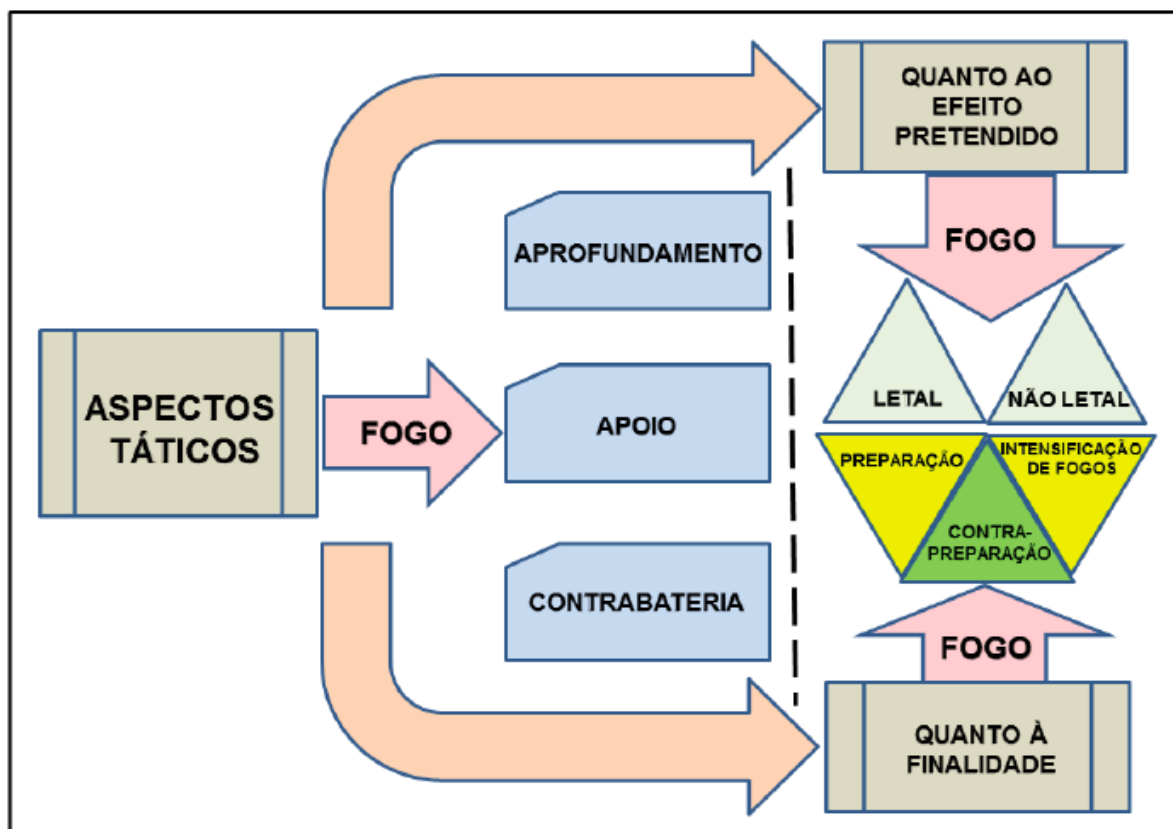 QUANTO AO
EFEITO
PRETENDIDO
FOGO
APROFUNDAMENTO
LETAL
NÃO LETAL
ASPECTOS
TÁTICOS
FOGO
APOIO
PREPARAÇÃO
INTENSIFICAÇÃO
DE FOGOS
CONTRA-
PREPARAÇÃO
CONTRABATERIA
FOGO
QUANTO À
FINALIDADE